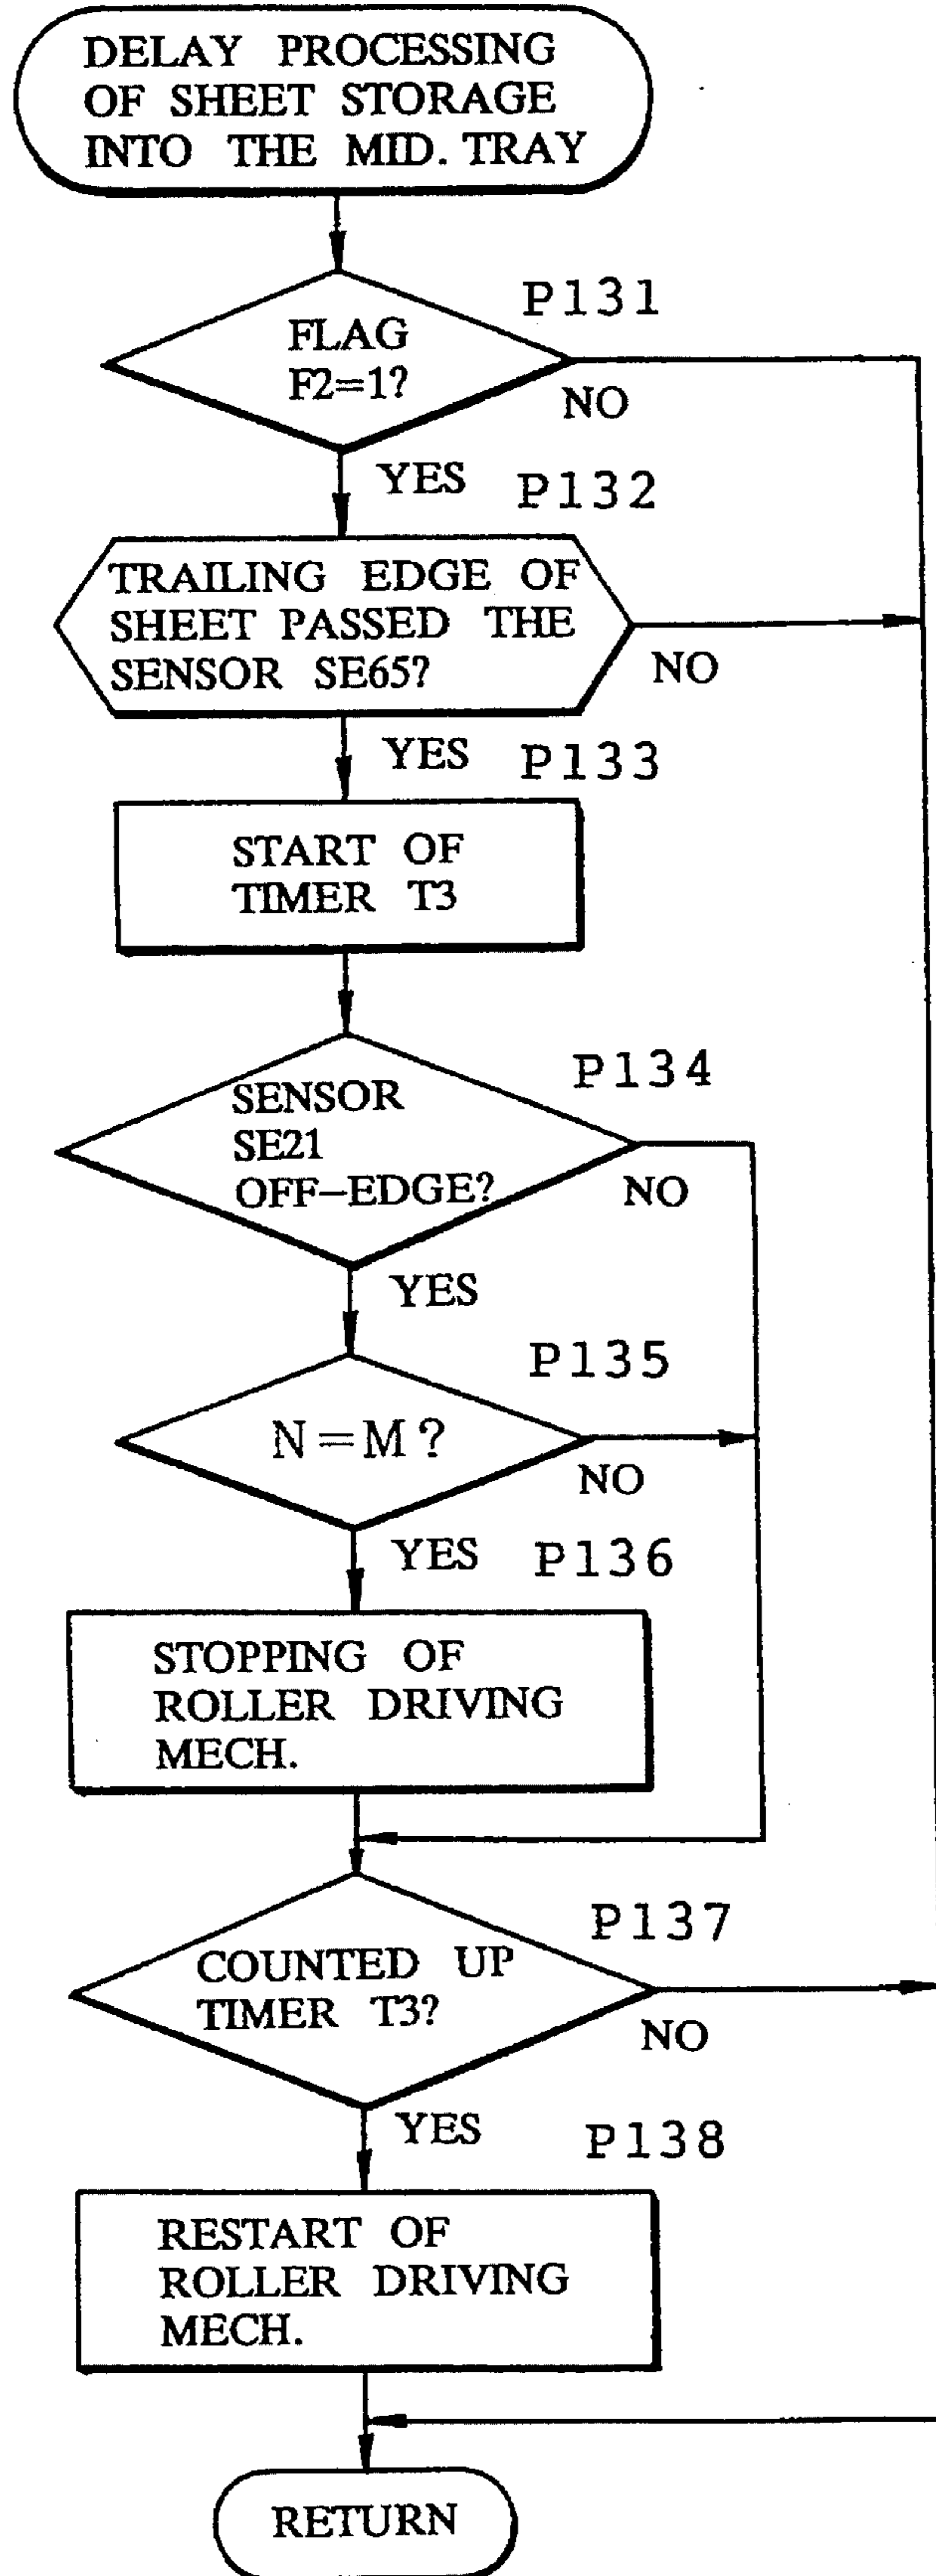 DELAY PROCESSING
OF SHEET STORAGE
INTO THE MID. TRAY
P131
FLAG
F2=1?
NO
YES
P132
TRAILING EDGE OF
SHEET PASSED THE
SENSOR SE65?
NO
YES
P133
START OF
TIMER T3
P134
SENSOR
SE21
OFF-EDGE?
NO
YES
P135
N=M?
NO
YES
P136
STOPPING OF
ROLLER DRIVING
MECH.
P137
COUNTED UP
TIMER T3?
NO
YES
P138
RESTART OF
ROLLER DRIVING
MECH.
RETURN